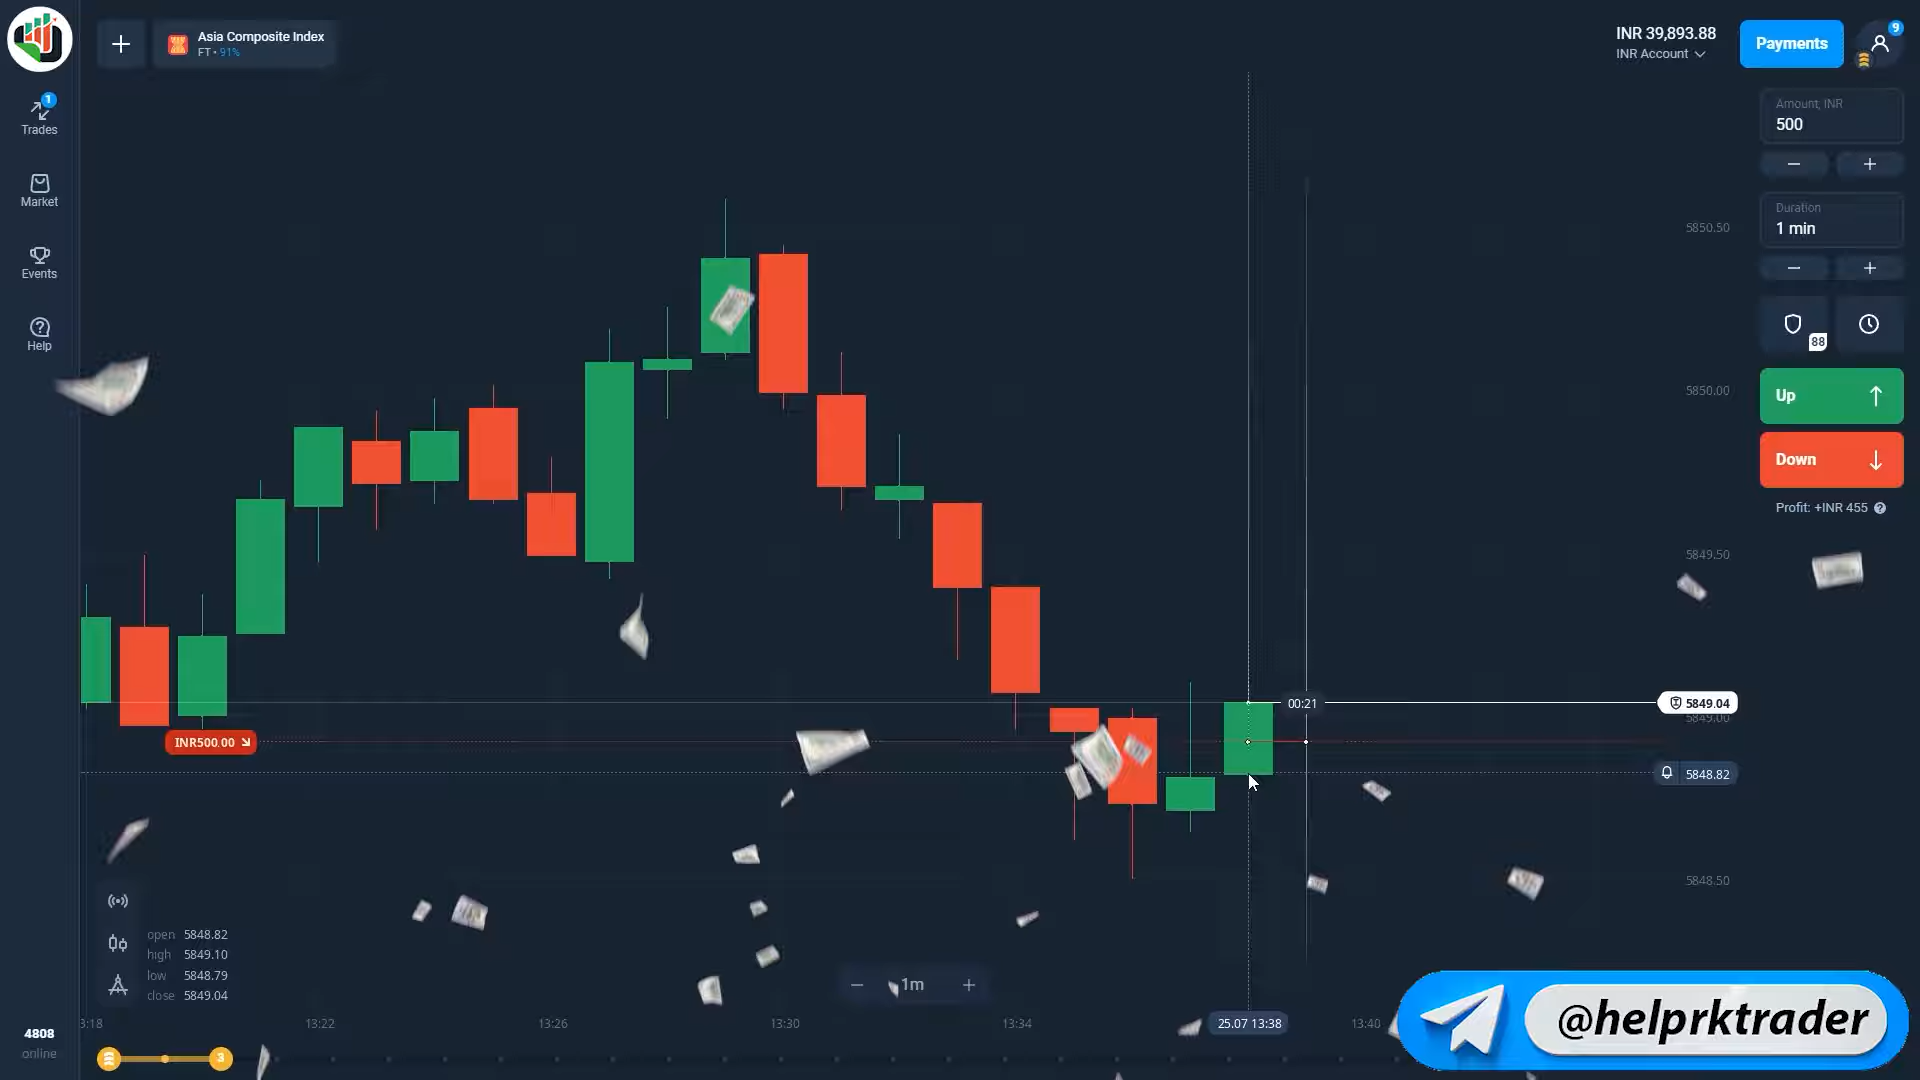 Asia Composite Index
FT • 91%
INR 39,893.88
INR Account
Payments
9
1
Trades
Market
Events
Help
Amount, INR
500
Duration
1 min
88
Up
Down
Profit: +INR 455
5850.50
5850.00
5849.50
00:21
5849.04
5849.00
INR500.00
5848.82
5848.50
open 5848.82
high 5849.10
low 5848.79
close 5849.04
1m
3:18
13:22
13:26
13:30
13:34
25.07 13:38
13:40
4808
online
3
@helprktrader